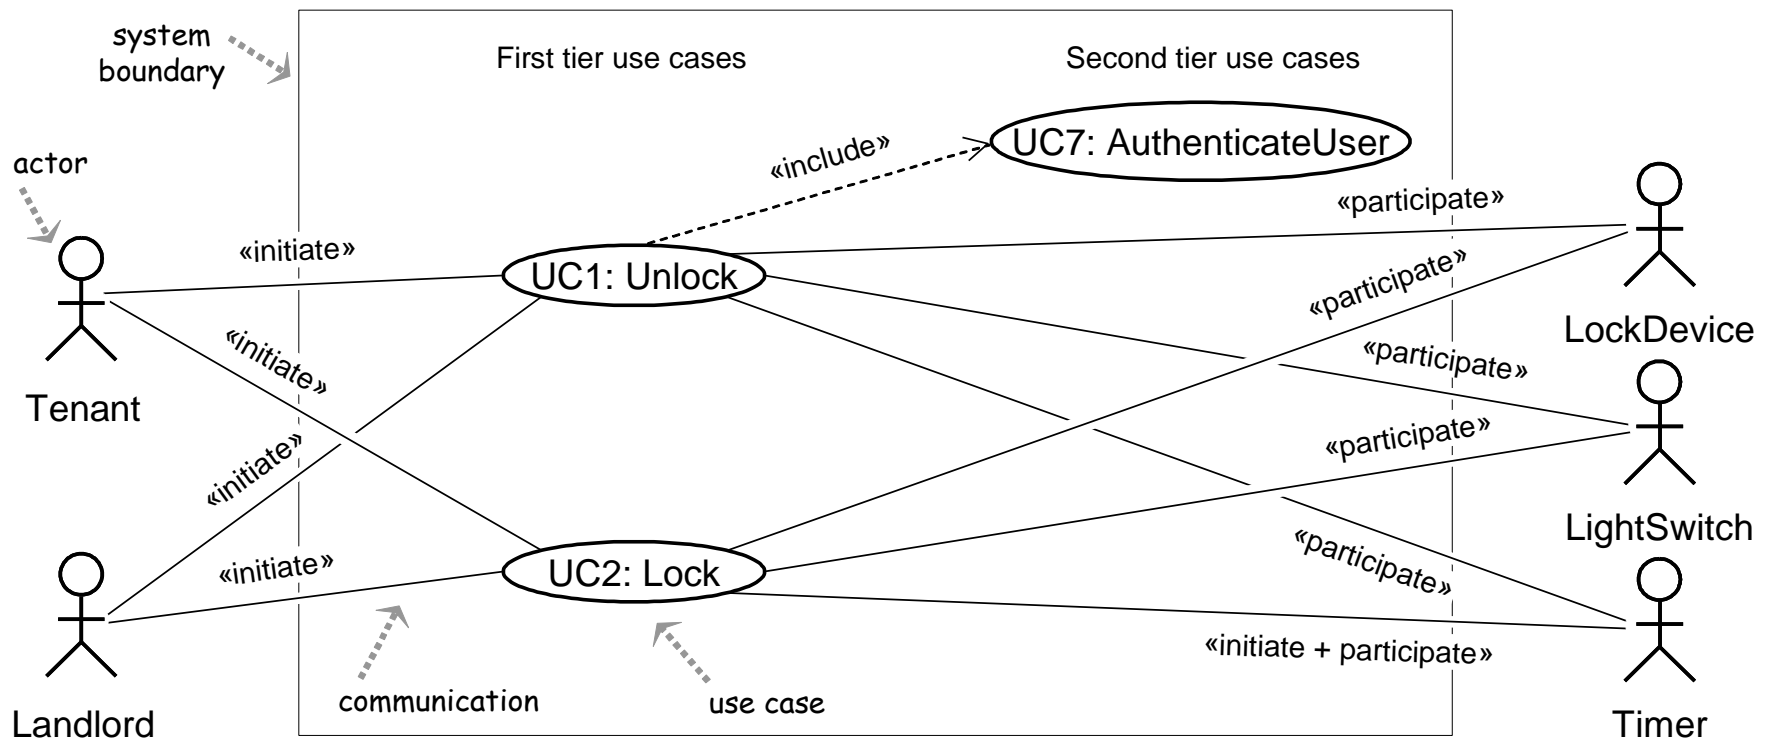 system
boundary
First tier use cases
Second tier use cases
UC7: AuthenticateUser
«include»
actor
«participate»
«initiate»
UC1: Unlock
«participate»
LockDevice
«initiate»
«participate»
Tenant
«participate»
«initiate»
LightSwitch
«participate»
«initiate»
UC2: Lock
«initiate + participate»
communication
use case
Landlord
Timer